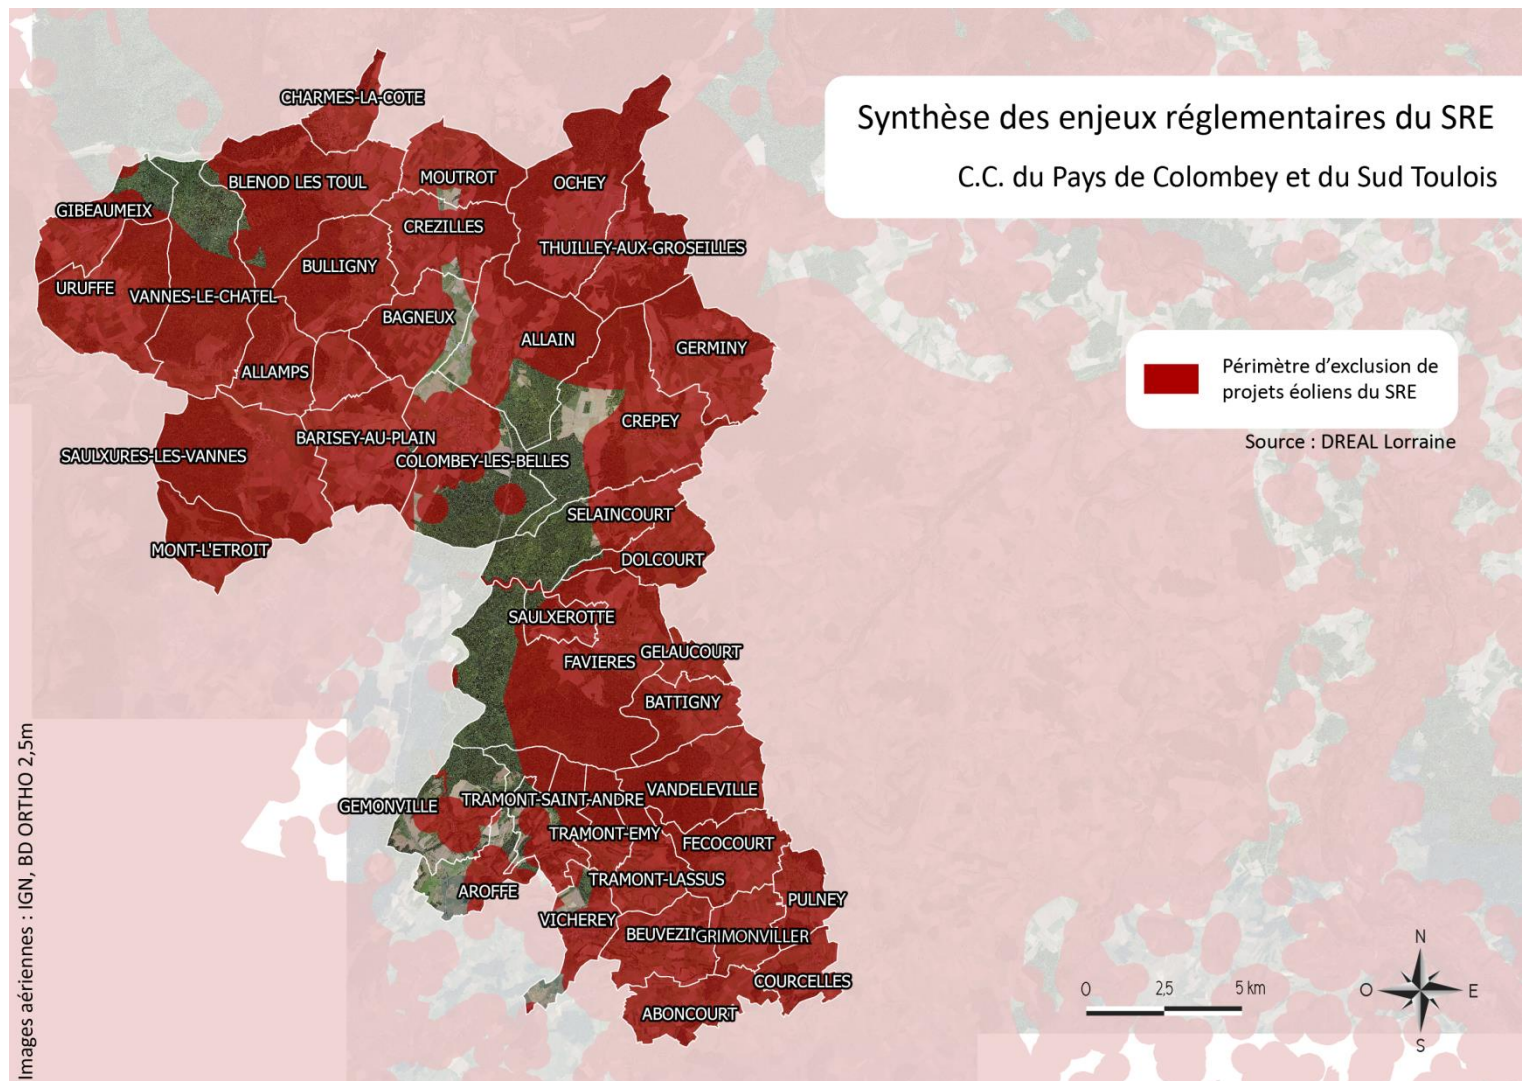 Synthèse des enjeux réglementaires du SRE
C.C. du Pays de Colombey et du Sud Toulois
Périmètre d'exclusion de
projets éoliens du SRE
Source : DREAL Lorraine
CHARMES-LA-COTE
BLENOD LES TOUL
MOUTROT
OCHEY
GIBEAUMEIX
CREZILLES
THUILLEY-AUX-GROSEILLES
BULLIGNY
URUFFE
VANNES-LE-CHATEL
BAGNEUX
ALLAIN
GERMINY
ALLAMPS
CREPEY
BARISEY-AU-PLAIN
SAULXURES-LES-VANNES
COLOMBEY-LES-BELLES
SELAINCOURT
MONT-L'ETROIT
DOLCOURT
SAULXEROTTE
GELAUCOURT
FAVIERES
BATTIGNY
VANDELEVILLE
TRAMONT-SAINT-ANDRE
GEMONVILLE
TRAMONT-EMY
FECOCOURT
TRAMONT-LASSUS
AROFFE
PULNEY
VICHEREY
BEUVEZIN
GRIMONVILLER
COURCELLES
ABONCOURT
0 2,5 5 km
N
O
E
S
Images aériennes : IGN, BD ORTHO 2,5m